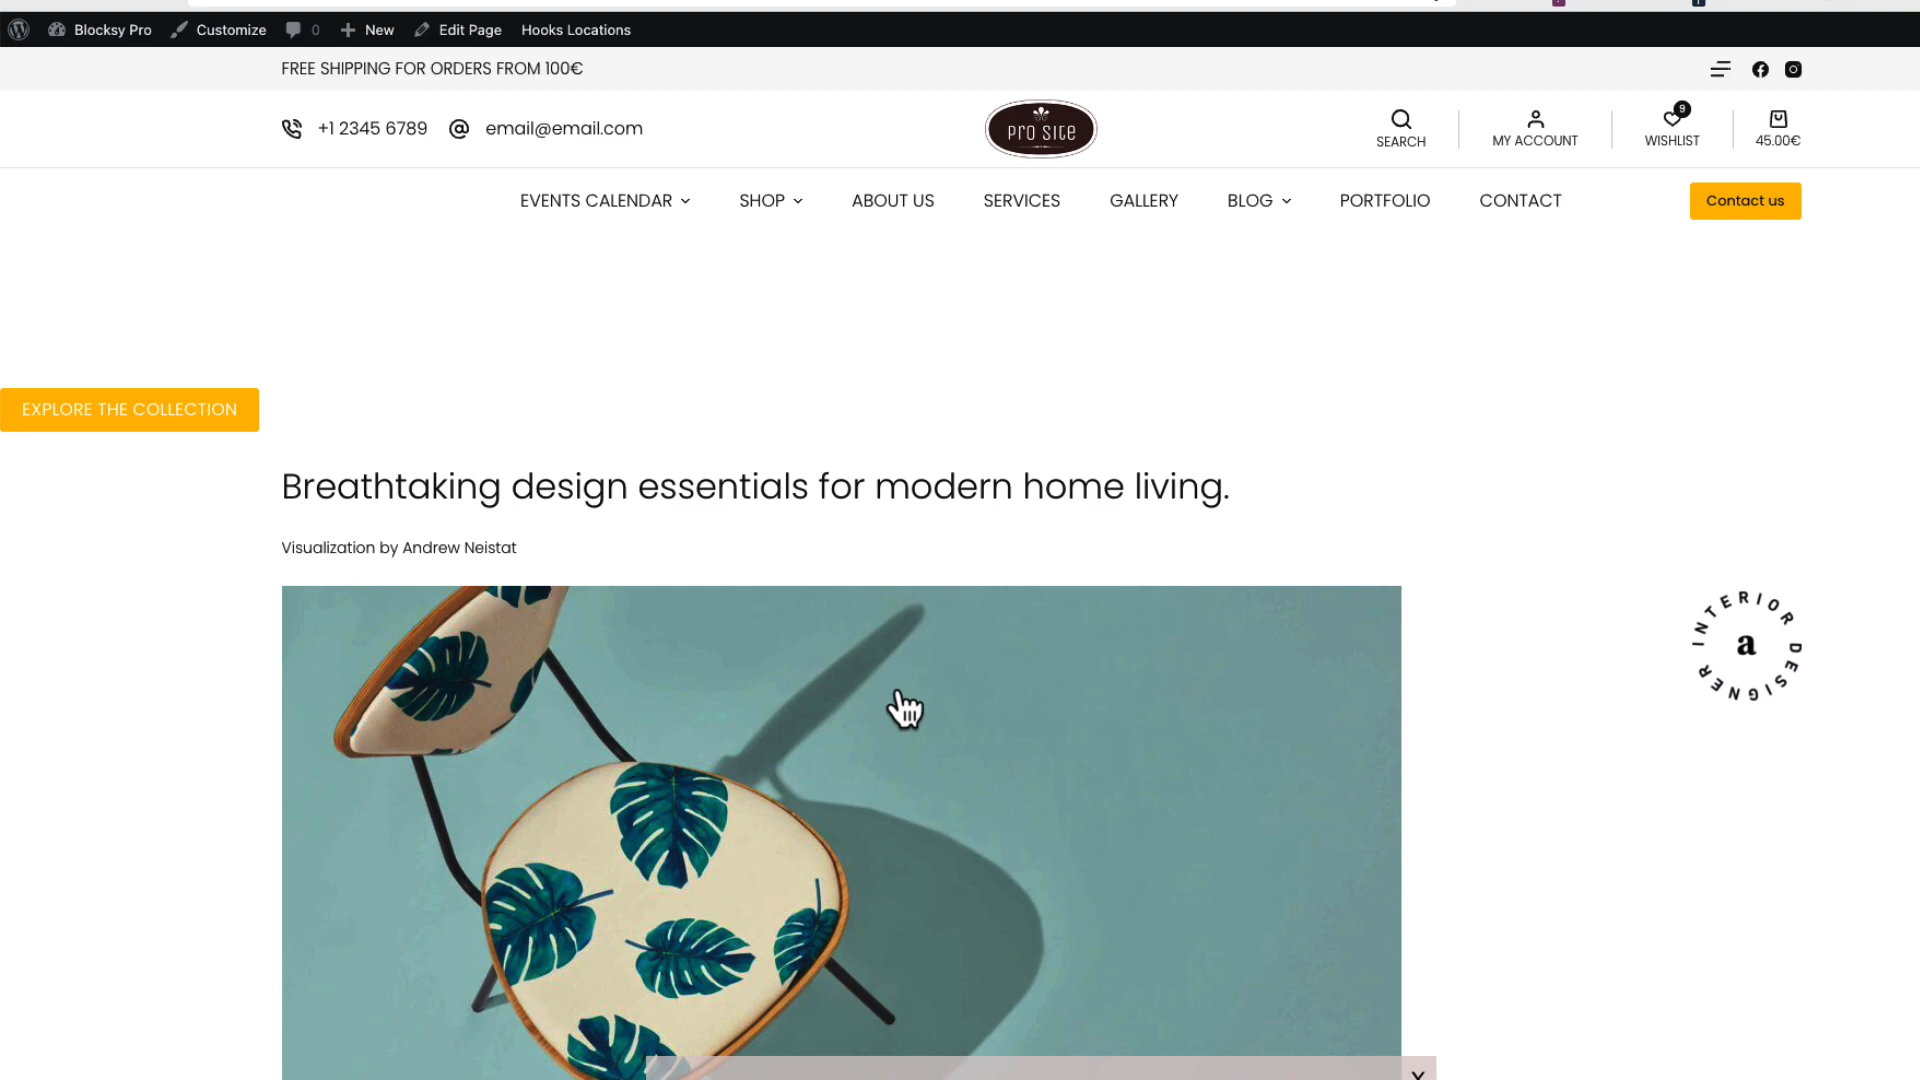 Blocksy Pro Customize 0 New Edit Page Hooks Locations
FREE SHIPPING FOR ORDERS FROM 100€
+1 2345 6789 email@email.com
PRO SITE
SEARCH
MY ACCOUNT
9
WISHLIST
45.00€
EVENTS CALENDAR SHOP ABOUT US SERVICES GALLERY BLOG PORTFOLIO CONTACT
Contact us
EXPLORE THE COLLECTION
Breathtaking design essentials for modern home living.
Visualization by Andrew Neistat
INTERIOR DESIGNER
a